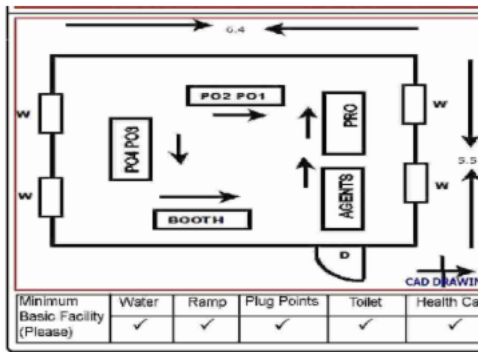 6.4
PO2 PO1
W
W
PRO
PO4 PO3
5.5
W
W
AGENTS
BOOTH
D
CAD DRAWIN
Minimum Basic Facility (Please)
Water
Ramp
Plug Points
Toilet
Health Ca
✓ ✓ ✓ ✓ ✓